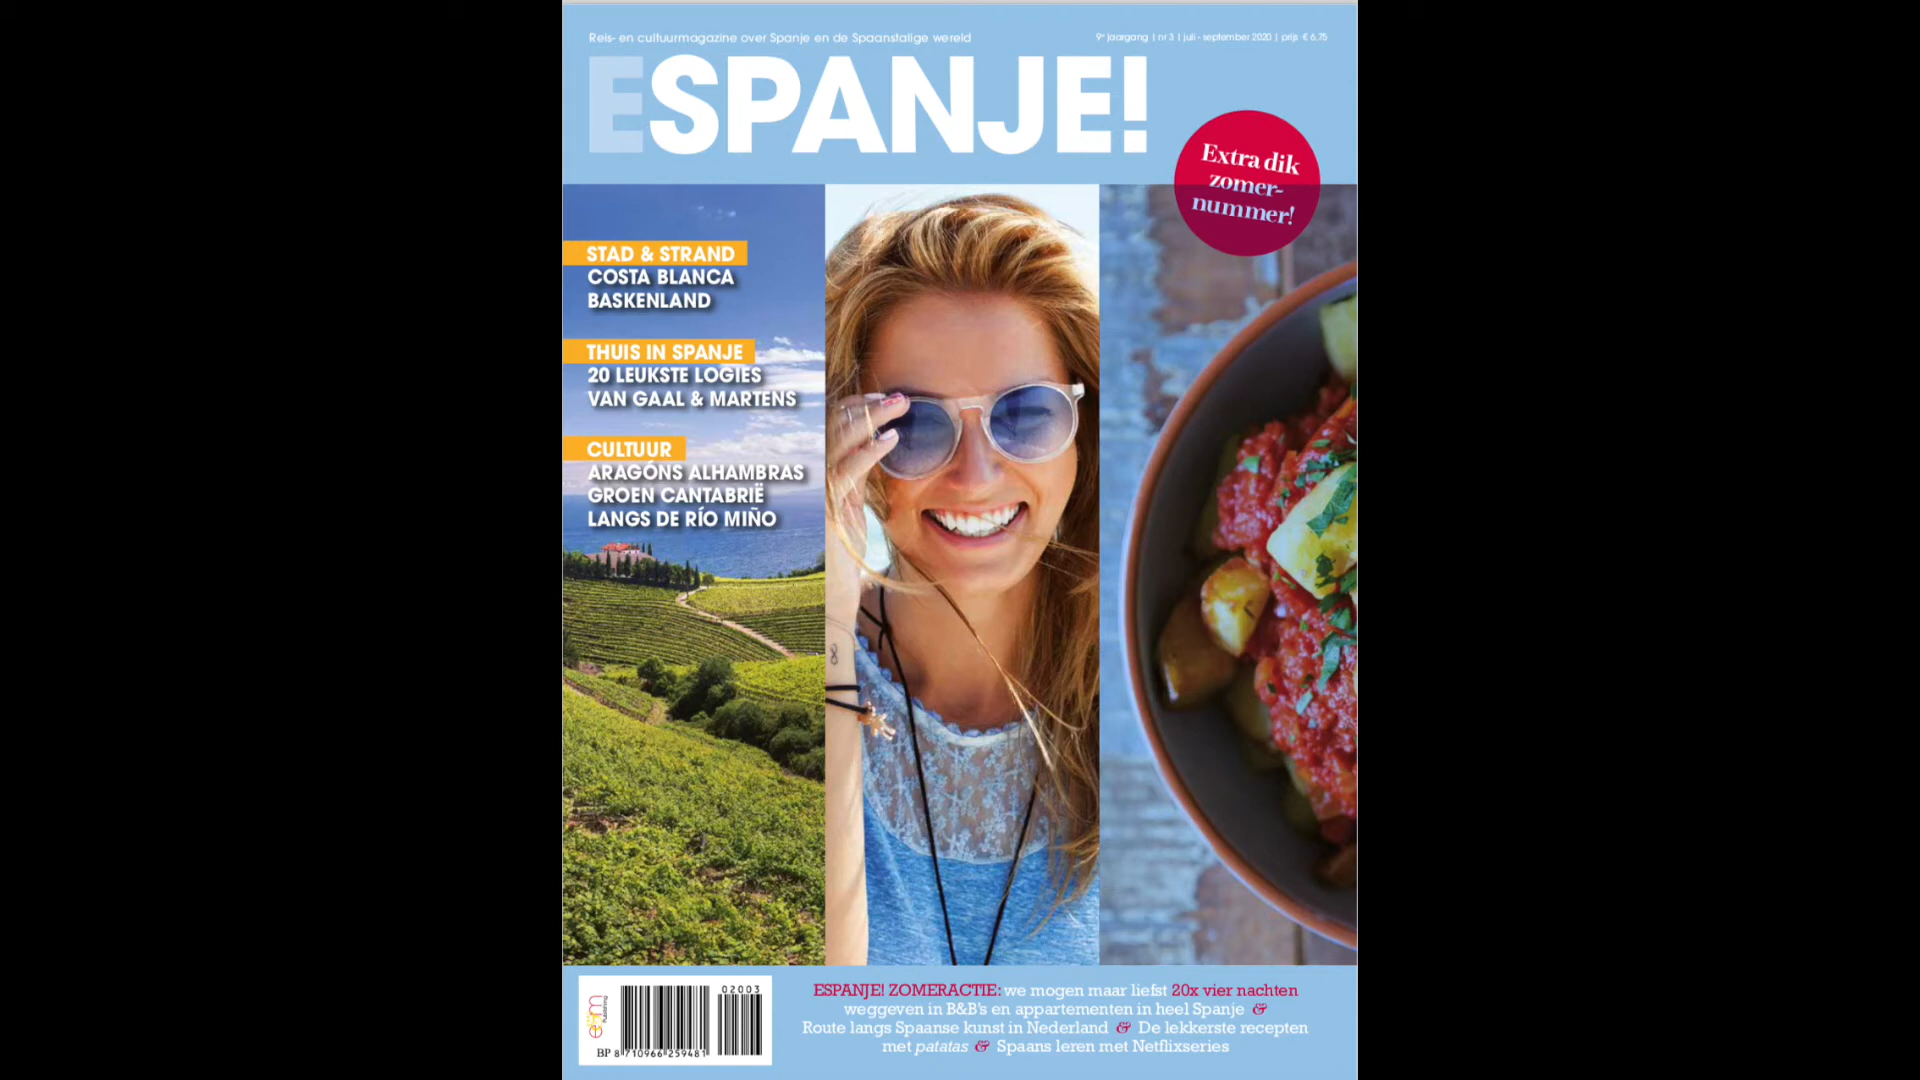 Reis- en cultuurmagazine over Spanje en de Spaanstalige wereld
9e jaargang | nr 3 | juli - september 2020 | prijs € 6,75
ESPANJE!
Extra dik
zomer-
nummer!
STAD & STRAND
COSTA BLANCA
BASKENLAND
THUIS IN SPANJE
20 LEUKSTE LOGIES
VAN GAAL & MARTENS
CULTUUR
ARAGÓNS ALHAMBRAS
GROEN CANTABRIË
LANGS DE RÍO MIÑO
ESPANJE! ZOMERACTIE: we mogen maar liefst 20x vier nachten
weggeven in B&B's en appartementen in heel Spanje &
Route langs Spaanse kunst in Nederland & De lekkerste recepten
met patatas & Spaans leren met Netflixseries
02003
BP 8 710966 259481